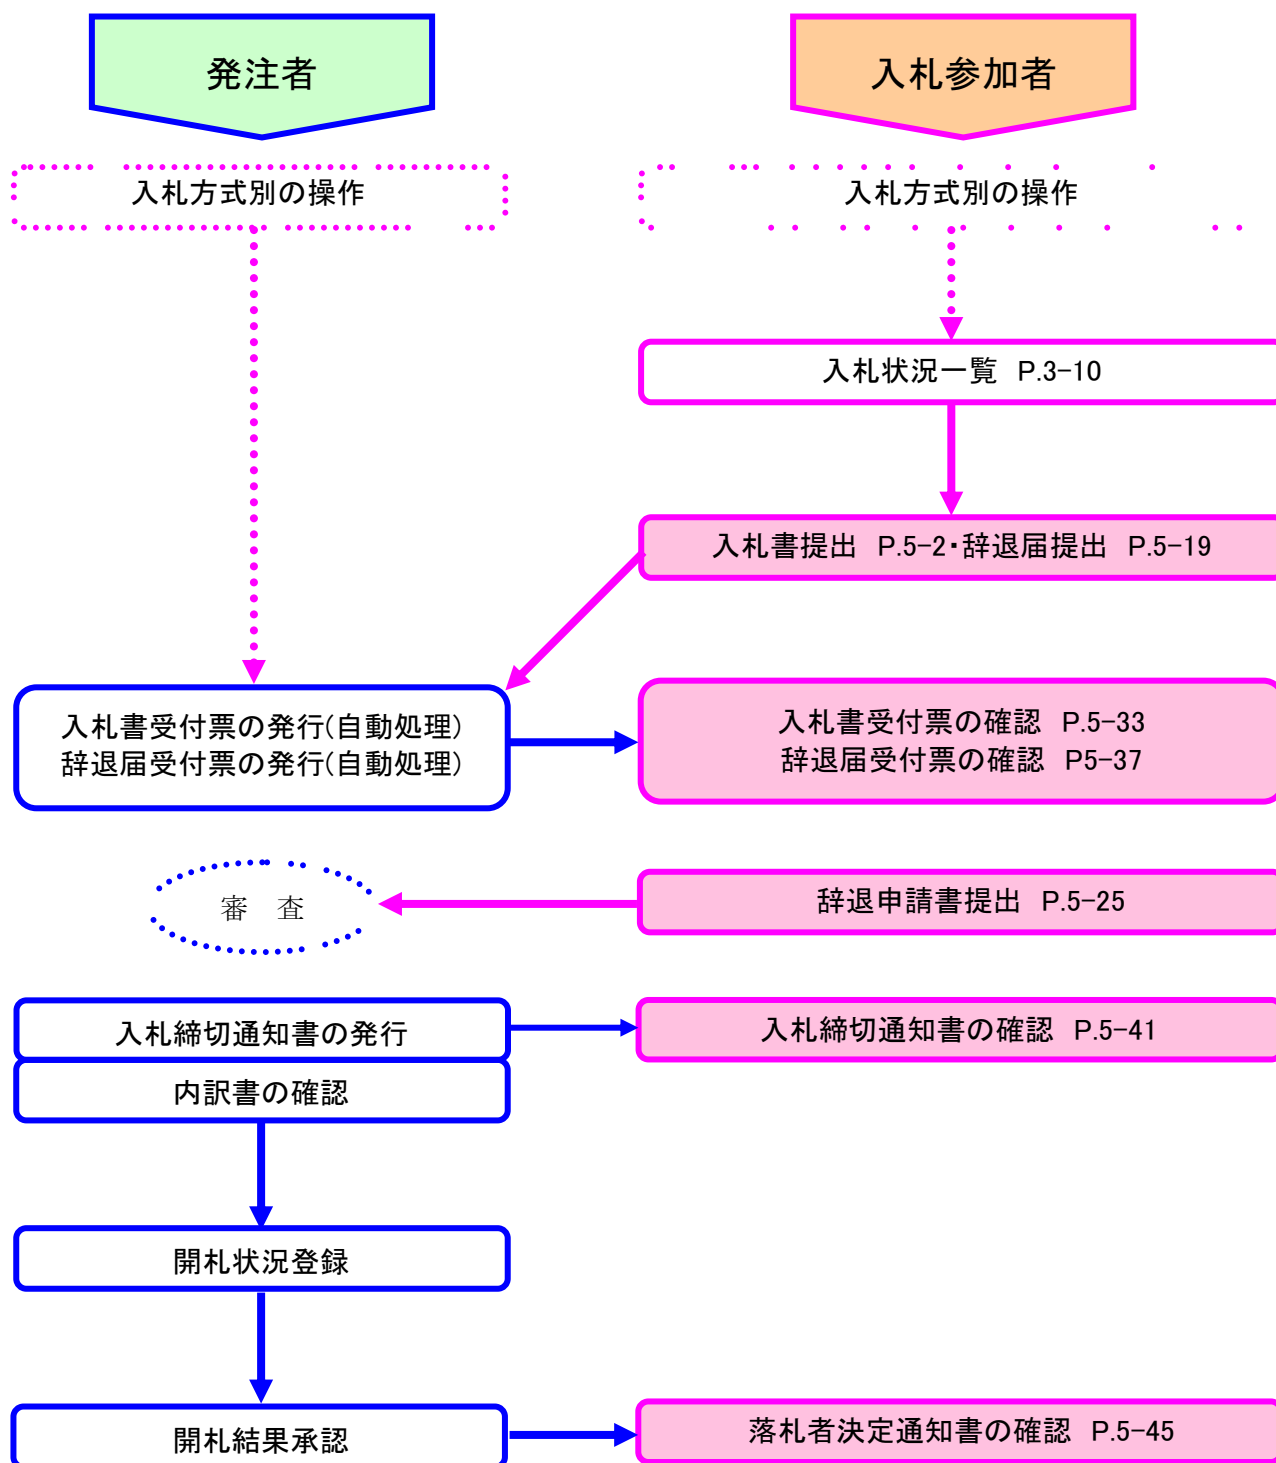 発注者
入札参加者
入札方式別の操作
入札方式別の操作
入札状況一覧 P.3-10
入札書提出 P.5-2・辞退届提出 P.5-19
入札書受付票の発行(自動処理)
辞退届受付票の発行(自動処理)
入札書受付票の確認 P.5-33
辞退届受付票の確認 P5-37
審 査
辞退申請書提出 P.5-25
入札締切通知書の発行
入札締切通知書の確認 P.5-41
内訳書の確認
開札状況登録
開札結果承認
落札者決定通知書の確認 P.5-45